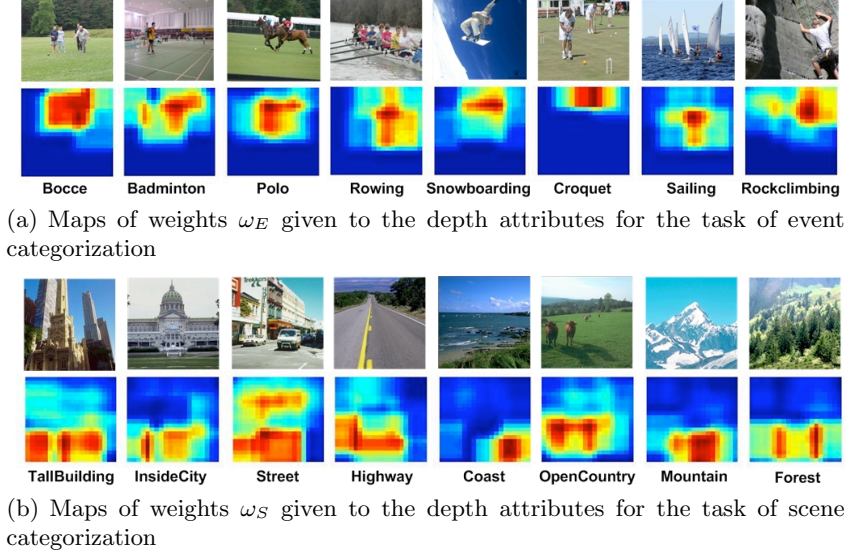 Bocce Badminton Polo Rowing Snowboarding Croquet Sailing Rockclimbing
(a) Maps of weights ω_E given to the depth attributes for the task of event
categorization
TallBuilding InsideCity Street Highway Coast OpenCountry Mountain Forest
(b) Maps of weights ω_S given to the depth attributes for the task of scene
categorization